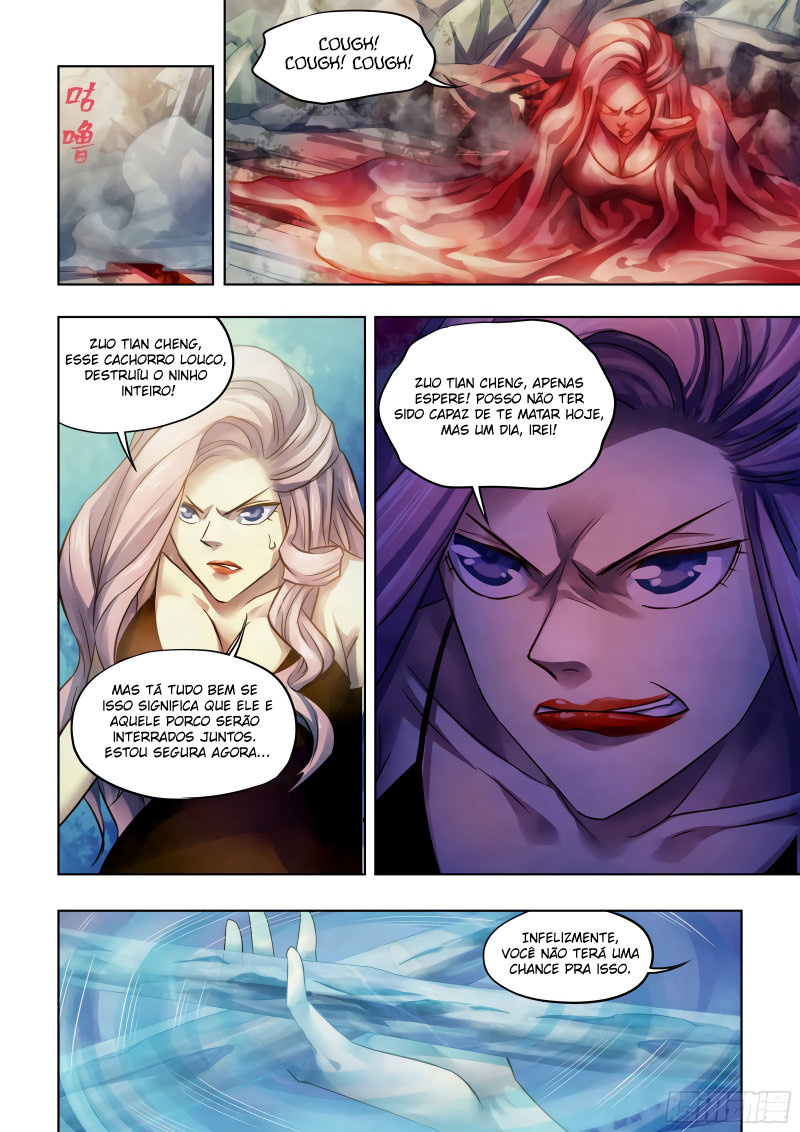 咕
噜
COUGH!
COUGH! COUGH!
ZUO TIAN CHENG,
ESSE CACHORRO LOUCO,
DESTRUÍU O NINHO
INTEIRO!
MAS TÁ TUDO BEM SE
ISSO SIGNIFICA QUE ELE E
AQUELE PORCO SERÃO
INTERRADOS JUNTOS.
ESTOU SEGURA AGORA...
ZUO TIAN CHENG, APENAS
ESPERE! POSSO NÃO TER
SIDO CAPAZ DE TE MATAR HOJE,
MAS UM DIA, IREI!
INFELIZMENTE,
VOCÊ NÃO TERÁ UMA
CHANCE PRA ISSO.